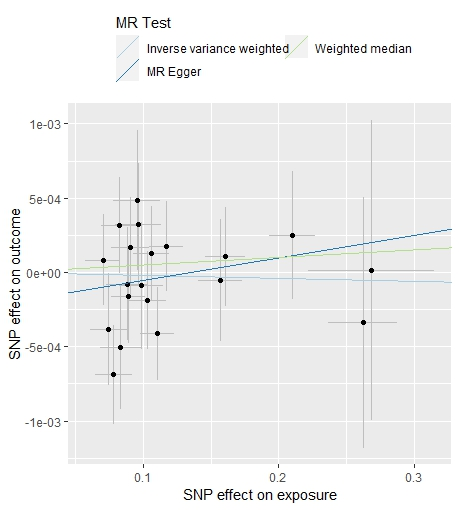 MR Test
Inverse variance weighted
Weighted median
MR Egger
1e-03
5e-04
0e+00
-5e-04
-1e-03
SNP effect on outcome
0.1
0.2
0.3
SNP effect on exposure